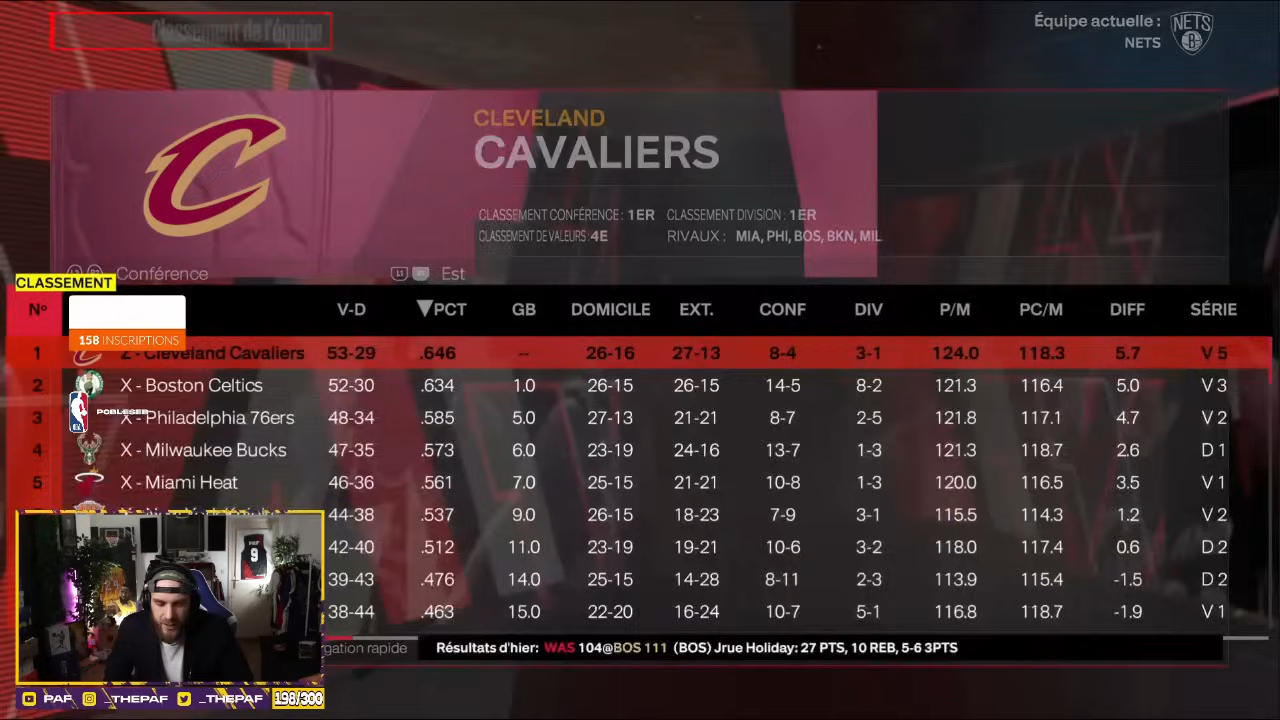 Classement de l'équipe
Équipe actuelle :
NETS
NETS
B
CLEVELAND
CAVALIERS
CLASSEMENT CONFÉRENCE : 1ER CLASSEMENT DIVISION : 1ER
CLASSEMENT DE VALEURS : 4E RIVAUX : MIA, PHI, BOS, BKN, MIL
Conférence Est
CLASSEMENT
Nº V-D ▼PCT GB DOMICILE EXT. CONF DIV P/M PC/M DIFF SÉRIE
158 INSCRIPTIONS
1 Z - Cleveland Cavaliers 53-29 .646 -- 26-16 27-13 8-4 3-1 124.0 118.3 5.7 V 5
2 X - Boston Celtics 52-30 .634 1.0 26-15 26-15 14-5 8-2 121.3 116.4 5.0 V 3
POBLESEE
3 X - Philadelphia 76ers 48-34 .585 5.0 27-13 21-21 8-7 2-5 121.8 117.1 4.7 V 2
4 X - Milwaukee Bucks 47-35 .573 6.0 23-19 24-16 13-7 1-3 121.3 118.7 2.6 D 1
5 X - Miami Heat 46-36 .561 7.0 25-15 21-21 10-8 1-3 120.0 116.5 3.5 V 1
44-38 .537 9.0 26-15 18-23 7-9 3-1 115.5 114.3 1.2 V 2
42-40 .512 11.0 23-19 19-21 10-6 3-2 118.0 117.4 0.6 D 2
39-43 .476 14.0 25-15 14-28 8-11 2-3 113.9 115.4 -1.5 D 2
38-44 .463 15.0 22-20 16-24 10-7 5-1 116.8 118.7 -1.9 V 1
PAF
9
gation rapide Résultats d'hier: WAS 104@BOS 111 (BOS) Jrue Holiday: 27 PTS, 10 REB, 5-6 3PTS
PAF _THEPAF _THEPAF 198/300